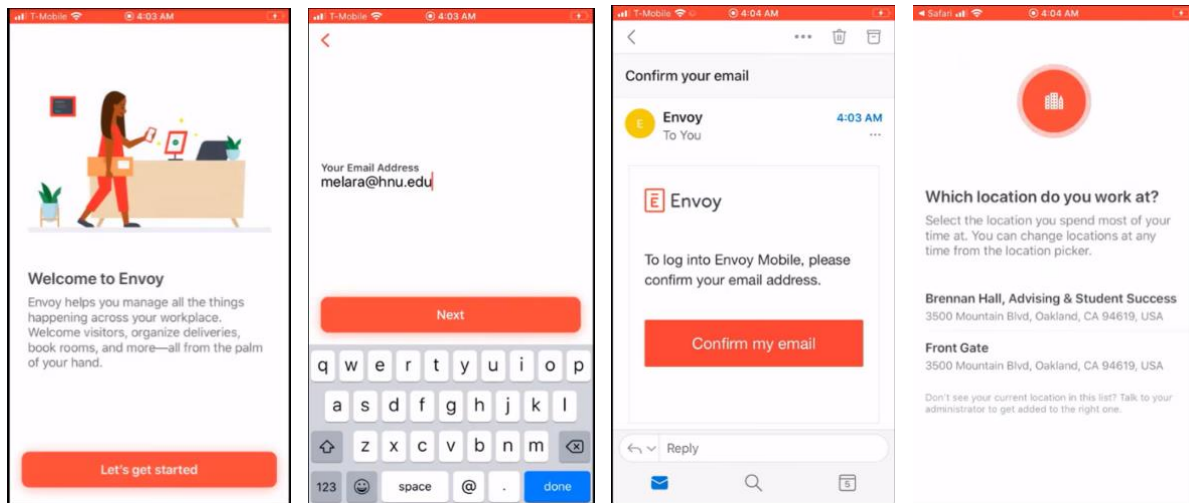 T-Mobile 4:03 AM
Welcome to Envoy
Envoy helps you manage all the things
happening across your workplace.
Welcome visitors, organize deliveries,
book rooms, and more—all from the palm
of your hand.
Let's get started
T-Mobile 4:03 AM
Your Email Address
melara@hnu.edu
Next
q w e r t y u i o p
a s d f g h j k l
z x c v b n m
123 space @ . done
T-Mobile 4:04 AM
Confirm your email
E Envoy 4:03 AM
To You
Envoy
To log into Envoy Mobile, please
confirm your email address.
Confirm my email
Reply
5
Safari 4:04 AM
Which location do you work at?
Select the location you spend most of your
time at. You can change locations at any
time from the location picker.
Brennan Hall, Advising & Student Success
3500 Mountain Blvd, Oakland, CA 94619, USA
Front Gate
3500 Mountain Blvd, Oakland, CA 94619, USA
Don't see your current location in this list? Talk to your
administrator to get added to the right one.